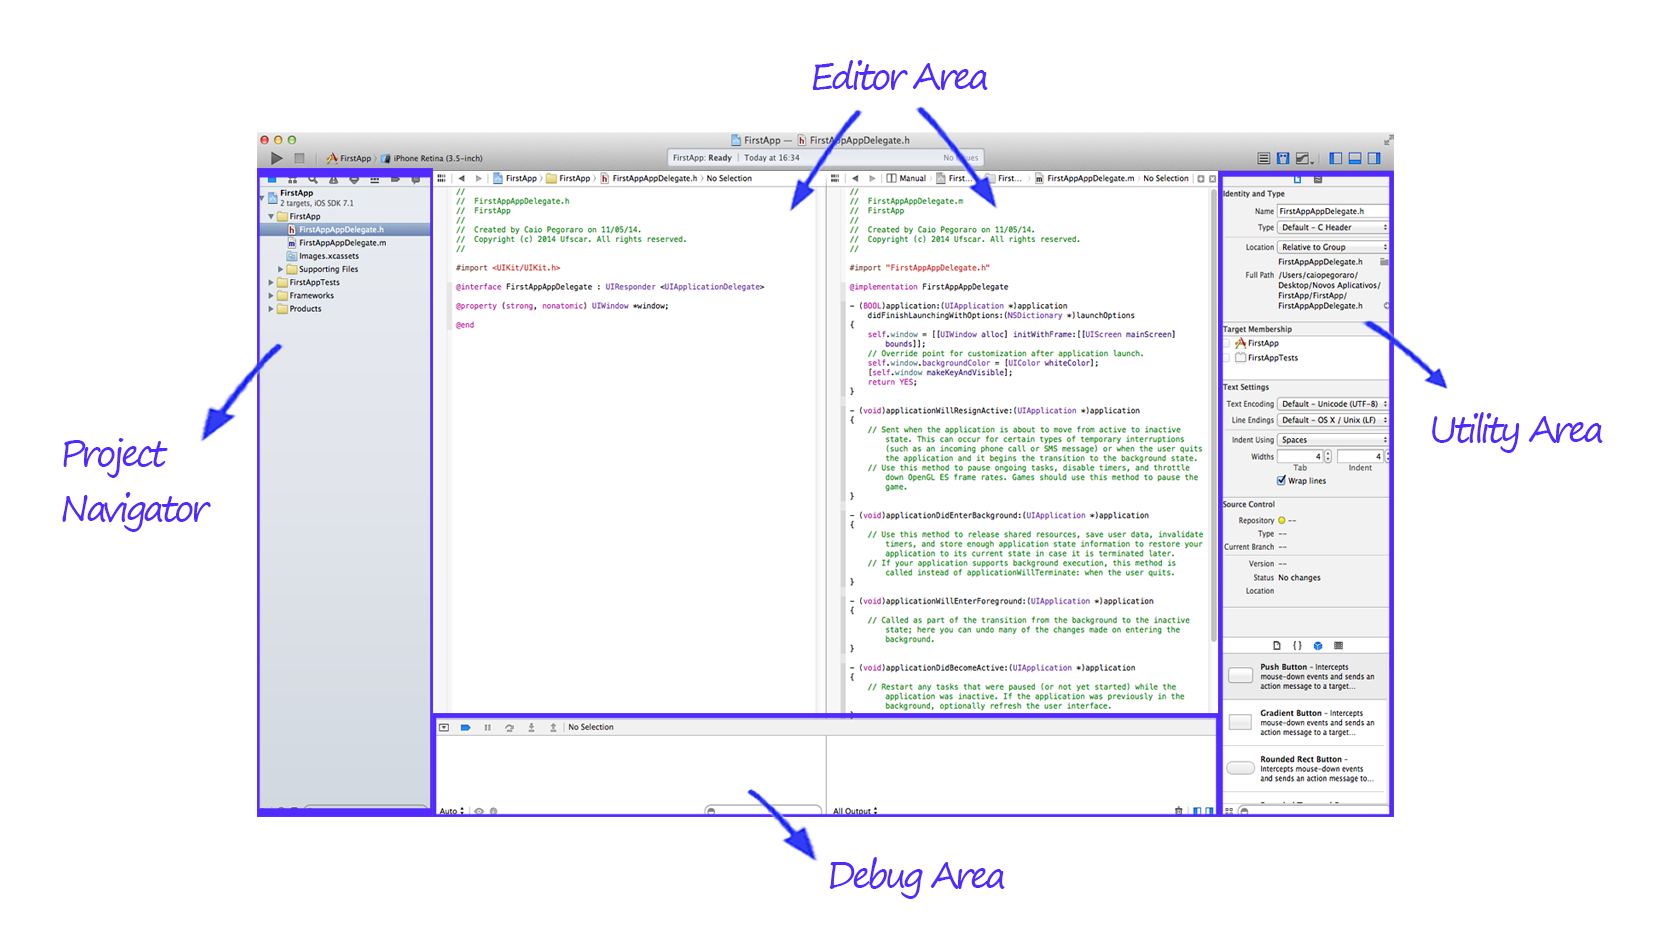 Editor Area
FirstApp — FirstAppAppDelegate.h
FirstApp iPhone Retina (3.5-inch)
FirstApp: Ready | Today at 16:34 No Issues
FirstApp FirstApp FirstAppAppDelegate.h No Selection
Manual First... First... FirstAppAppDelegate.m No Selection
FirstApp
2 targets, iOS SDK 7.1
FirstApp
FirstAppAppDelegate.h
FirstAppAppDelegate.m
Images.xcassets
Supporting Files
FirstAppTests
Frameworks
Products
Project
Navigator
//
// FirstAppAppDelegate.h
// FirstApp
//
// Created by Caio Pegoraro on 11/05/14.
// Copyright (c) 2014 Ufscar. All rights reserved.
//
#import <UIKit/UIKit.h>
@interface FirstAppAppDelegate : UIResponder <UIApplicationDelegate>
@property (strong, nonatomic) UIWindow *window;
@end
//
// FirstAppAppDelegate.m
// FirstApp
//
// Created by Caio Pegoraro on 11/05/14.
// Copyright (c) 2014 Ufscar. All rights reserved.
//
#import "FirstAppAppDelegate.h"
@implementation FirstAppAppDelegate
- (BOOL)application:(UIApplication *)application
didFinishLaunchingWithOptions:(NSDictionary *)launchOptions
{
self.window = [[UIWindow alloc] initWithFrame:[[UIScreen mainScreen]
bounds]];
// Override point for customization after application launch.
self.window.backgroundColor = [UIColor whiteColor];
[self.window makeKeyAndVisible];
return YES;
}
- (void)applicationWillResignActive:(UIApplication *)application
{
// Sent when the application is about to move from active to inactive
state. This can occur for certain types of temporary interruptions
(such as an incoming phone call or SMS message) or when the user quits
the application and it begins the transition to the background state.
// Use this method to pause ongoing tasks, disable timers, and throttle
down OpenGL ES frame rates. Games should use this method to pause the
game.
}
- (void)applicationDidEnterBackground:(UIApplication *)application
{
// Use this method to release shared resources, save user data, invalidate
timers, and store enough application state information to restore your
application to its current state in case it is terminated later.
// If your application supports background execution, this method is
called instead of applicationWillTerminate: when the user quits.
}
- (void)applicationWillEnterForeground:(UIApplication *)application
{
// Called as part of the transition from the background to the inactive
state; here you can undo many of the changes made on entering the
background.
}
- (void)applicationDidBecomeActive:(UIApplication *)application
{
// Restart any tasks that were paused (or not yet started) while the
application was inactive. If the application was previously in the
background, optionally refresh the user interface.
}
Identity and Type
Name FirstAppAppDelegate.h
Type Default - C Header
Location Relative to Group
FirstAppAppDelegate.h
Full Path /Users/caiopegoraro/
Desktop/Novos Aplicativos/
FirstApp/FirstApp/
FirstAppAppDelegate.h
Target Membership
FirstApp
FirstAppTests
Text Settings
Text Encoding Default - Unicode (UTF-8)
Line Endings Default - OS X / Unix (LF)
Indent Using Spaces
Widths 4 4
Tab Indent
Wrap lines
Source Control
Repository --
Type --
Current Branch --
Version --
Status No changes
Location
{ }
Push Button - Intercepts
mouse-down events and sends an
action message to a target...
Gradient Button - Intercepts
mouse-down events and sends an
action message to a target...
Rounded Rect Button -
Intercepts mouse-down events
and sends an action message to...
Utility Area
No Selection
Auto
All Output
Debug Area